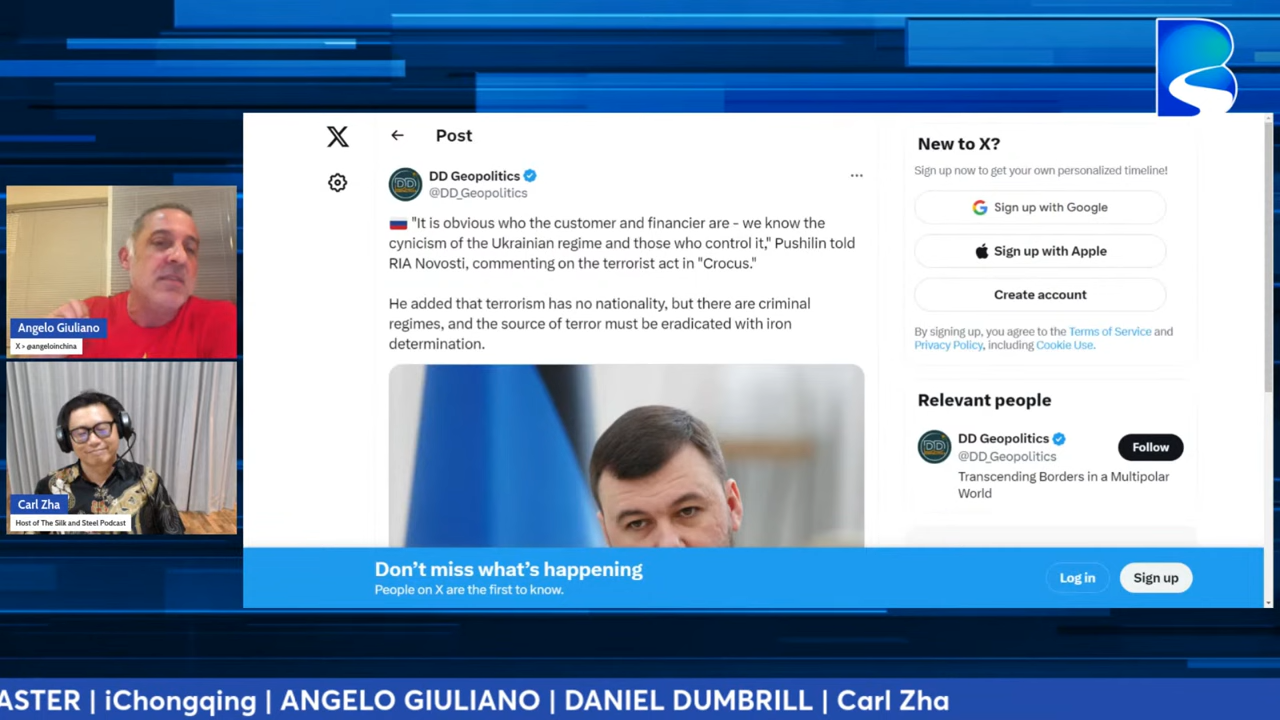 Post
DD Geopolitics
@DD_Geopolitics
"It is obvious who the customer and financier are - we know the
cynicism of the Ukrainian regime and those who control it," Pushilin told
RIA Novosti, commenting on the terrorist act in "Crocus."
He added that terrorism has no nationality, but there are criminal
regimes, and the source of terror must be eradicated with iron
determination.
New to X?
Sign up now to get your own personalized timeline!
Sign up with Google
Sign up with Apple
Create account
By signing up, you agree to the Terms of Service and
Privacy Policy, including Cookie Use.
Relevant people
DD Geopolitics
@DD_Geopolitics
Follow
Transcending Borders in a Multipolar
World
Angelo Giuliano
X > @angeloinchina
Carl Zha
Host of The Silk and Steel Podcast
Don't miss what's happening
People on X are the first to know.
Log in
Sign up
ASTER | iChongqing | ANGELO GIULIANO | DANIEL DUMBRILL | Carl Zha